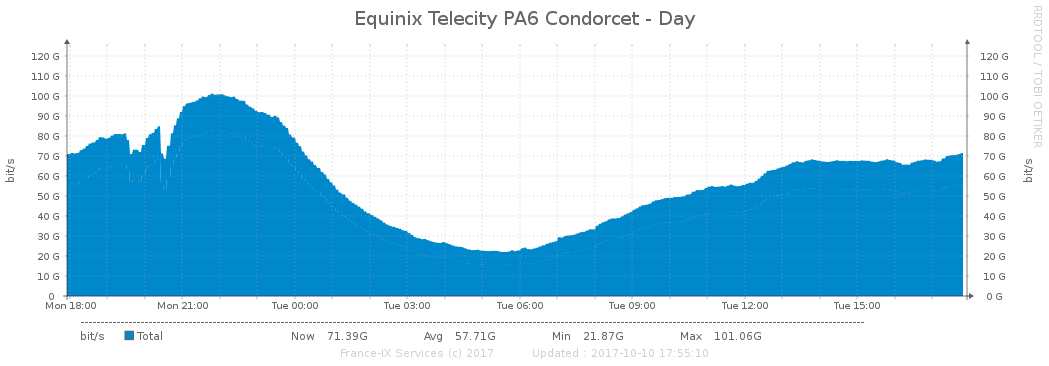 Equinix Telecity PA6 Condorcet - Day
RRDTOOL / TOBI OETIKER
bit/s
120 G 120 G
110 G 110 G
100 G 100 G
90 G 90 G
80 G 80 G
70 G 70 G
60 G 60 G
50 G 50 G
40 G 40 G
30 G 30 G
20 G 20 G
10 G 10 G
0 0 G
bit/s
Mon 18:00 Mon 21:00 Tue 00:00 Tue 03:00 Tue 06:00 Tue 09:00 Tue 12:00 Tue 15:00
bit/s Total Now 71.39G Avg 57.71G Min 21.87G Max 101.06G
France-IX Services (c) 2017 Updated : 2017-10-10 17:55:10